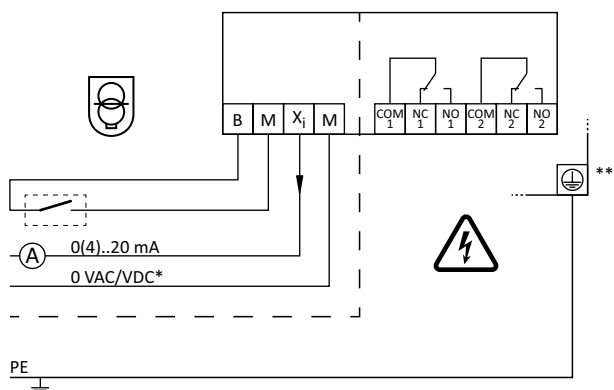 B M Xi M
COM 1 NC 1 NO 1 COM 2 NC 2 NO 2
**
A 0(4)..20 mA
0 VAC/VDC*
PE